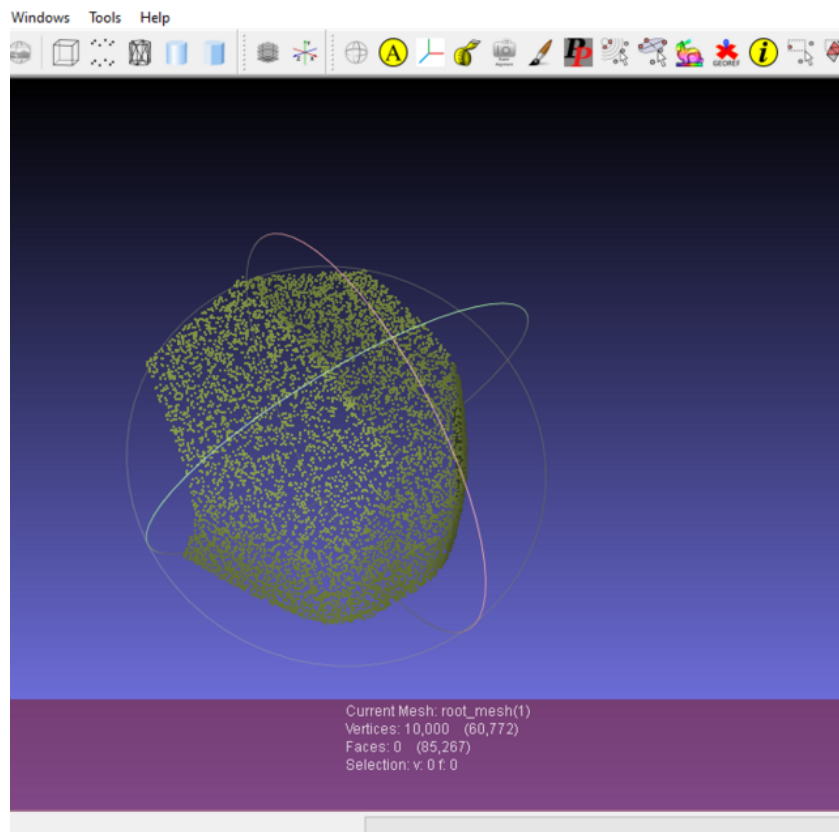 Windows Tools Help
A
PP
GEOREF
i
Current Mesh: root_mesh(1)
Vertices: 10,000 (60,772)
Faces: 0 (85,267)
Selection: v: 0 f: 0